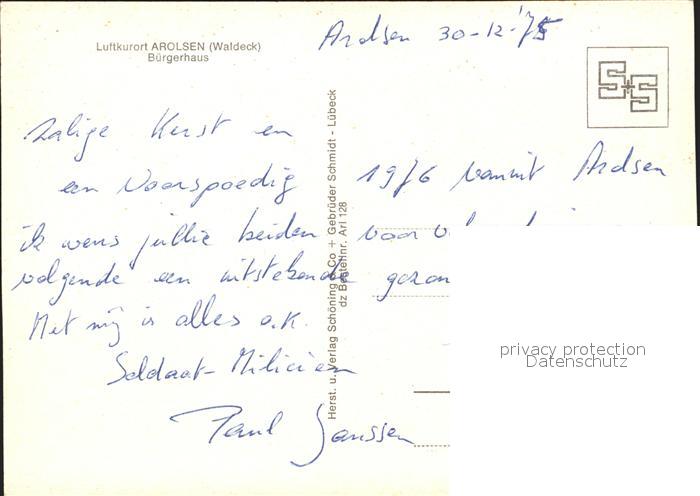 Luftkurort AROLSEN (Waldeck)
Bürgerhaus
Arolsen 30-12-'75
S+S
Zalige Kerst en
een Voorspoedig 1976 vanuit Arolsen
ik wens jullie beiden voor
volgende een uitstekende gezon
Met mij is alles o.k.
Soldaat-Milicien
Paul Janssen
Herst. u. Verlag Schöning & Co + Gebrüder Schmidt - Lübeck
dz Bestellnr. Arl 128
privacy protection
Datenschutz